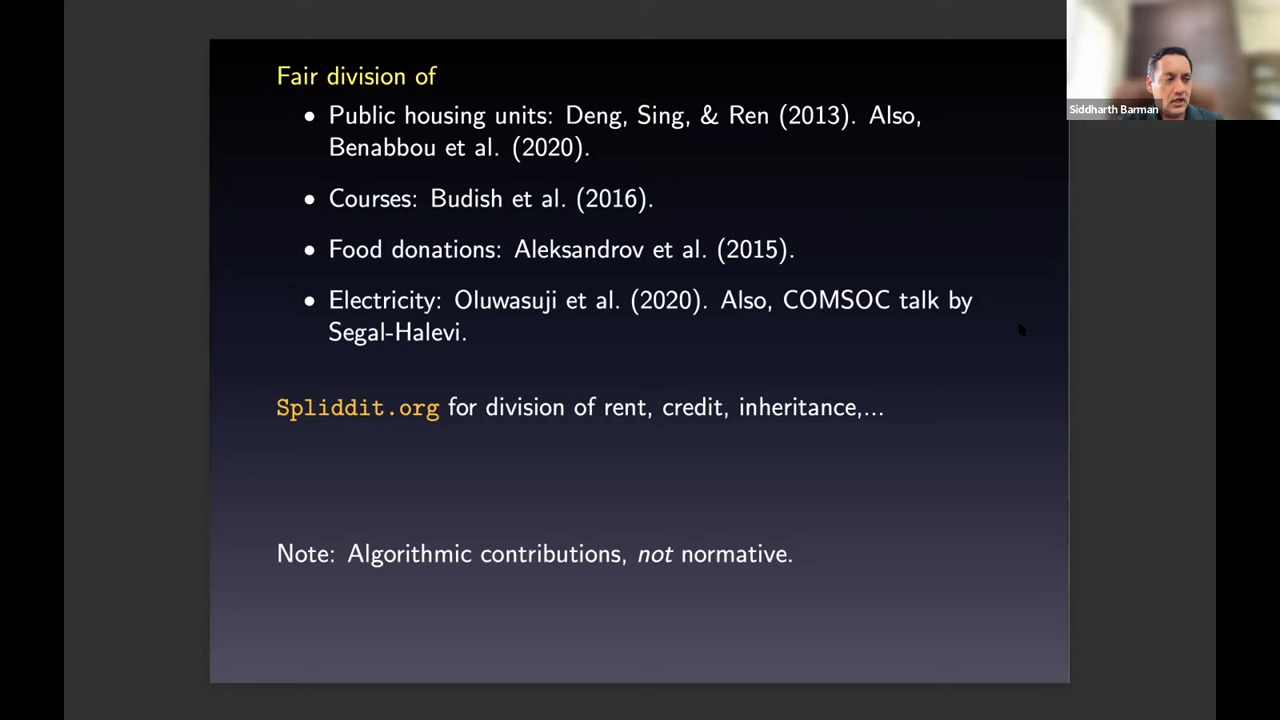 Fair division of
• Public housing units: Deng, Sing, & Ren (2013). Also,
Benabbou et al. (2020).
• Courses: Budish et al. (2016).
• Food donations: Aleksandrov et al. (2015).
• Electricity: Oluwasuji et al. (2020). Also, COMSOC talk by
Segal-Halevi.
Spliddit.org for division of rent, credit, inheritance,...
Note: Algorithmic contributions, not normative.
Siddharth Barman